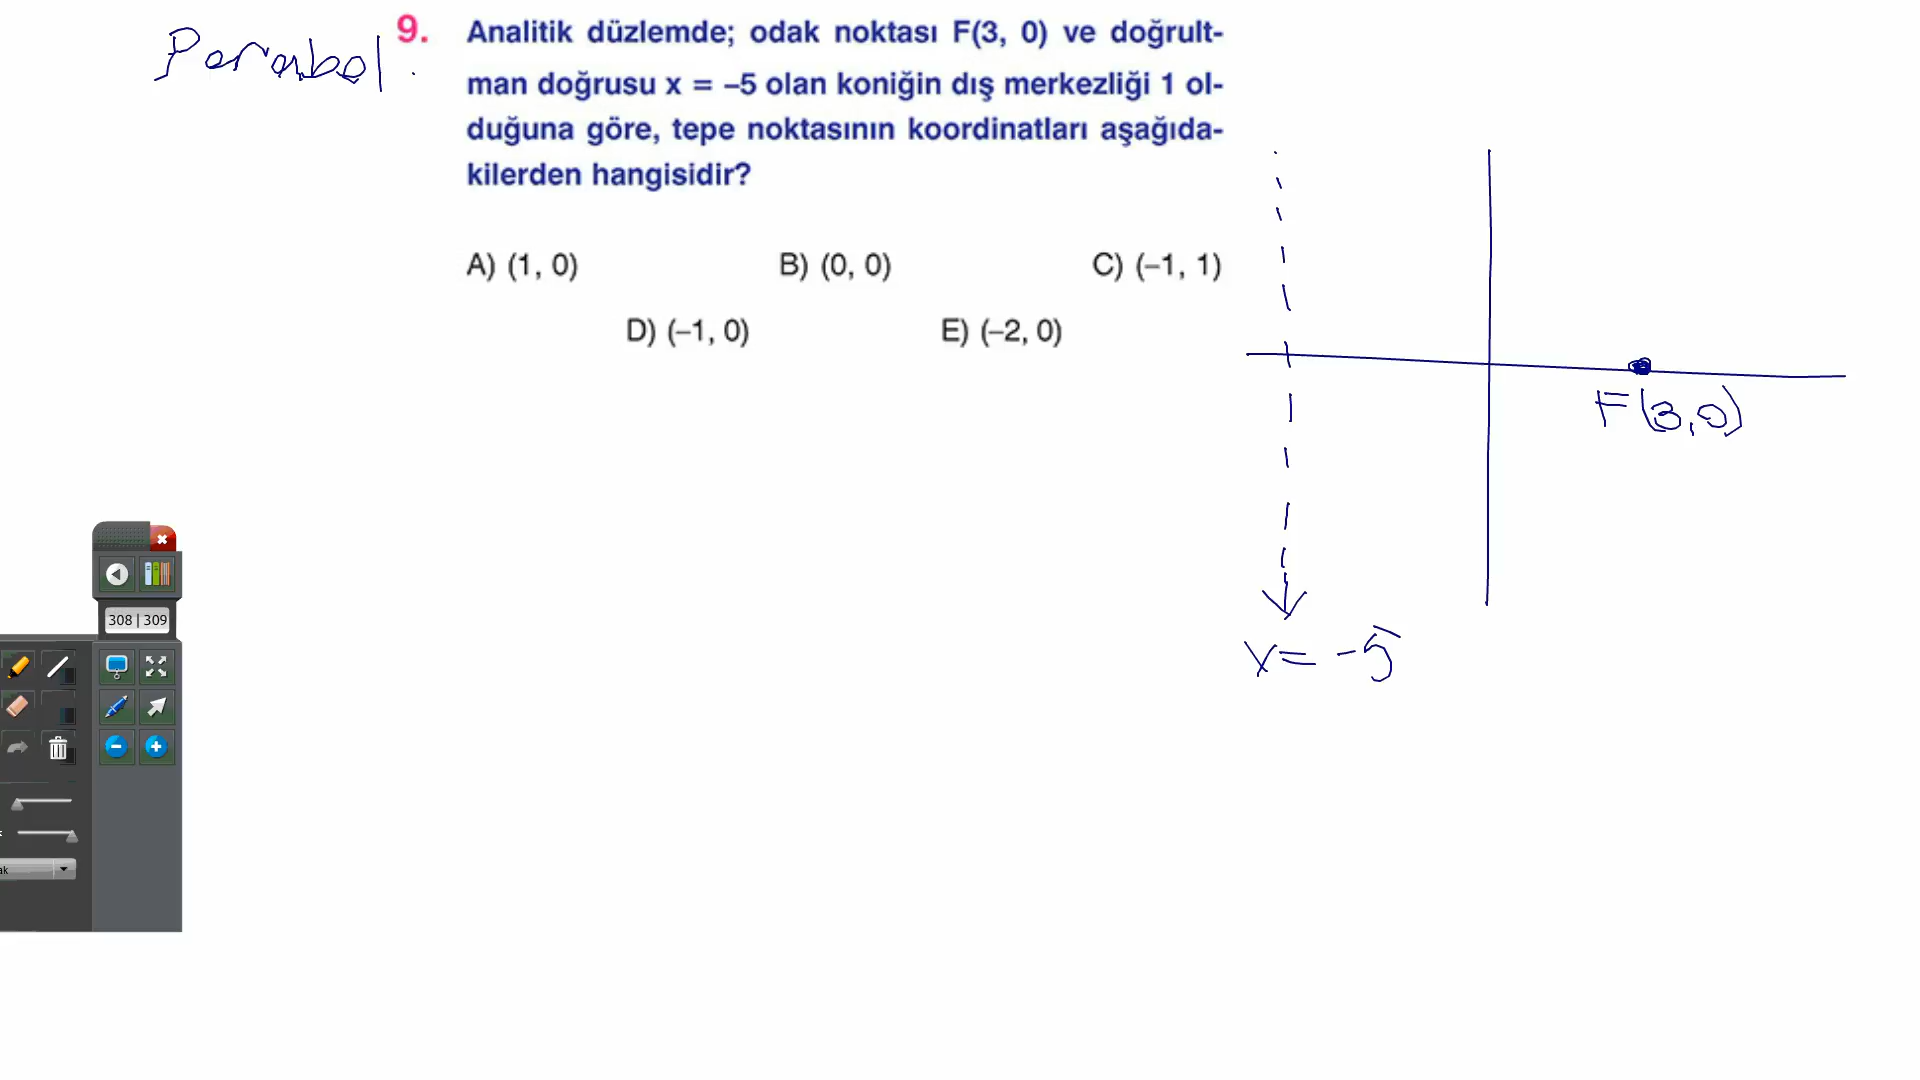 Parabol.
9. Analitik düzlemde; odak noktası F(3, 0) ve doğrult-
man doğrusu x = –5 olan koniğin dış merkezliği 1 ol-
duğuna göre, tepe noktasının koordinatları aşağıda-
kilerden hangisidir?
A) (1, 0) B) (0, 0) C) (–1, 1)
D) (–1, 0) E) (–2, 0)
F(3,0)
x = -5
308 | 309
ak